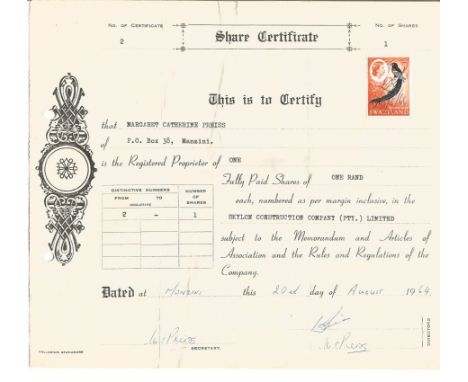 No. of Certificate
No. of Shares
2
Share Certificate
1
SWAZILAND
This is to Certify
that MARGARET CATHERINE PREISS
of P.O. Box 38, Manzini.
is the Registered Proprietor of ONE
Fully Paid Shares of ONE RAND
each, numbered as per margin inclusive, in the
DISTINCTIVE NUMBERS
NUMBER OF SHARES
FROM TO
INCLUSIVE
2 - 1
SKYLON CONSTRUCTION COMPANY (PTY.) LIMITED
subject to the Memorandum and Articles of
Association and the Rules and Regulations of the
Company.
Dated at Manzini this 20th day of August 1964
McPreiss
SECRETARY.
McPreiss
DIRECTORS